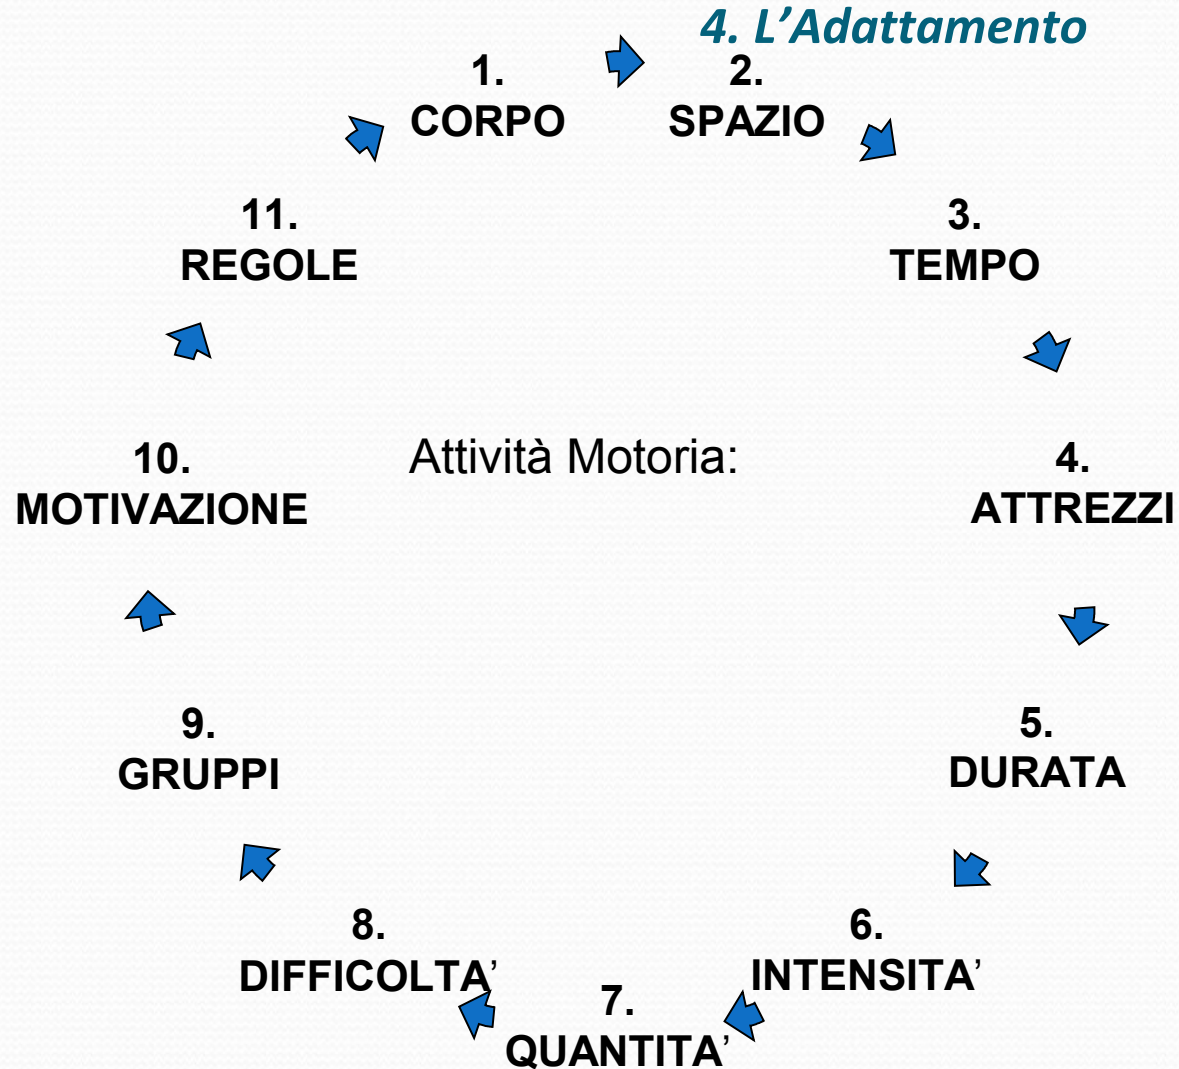 4. L’Adattamento
1.
CORPO
2.
SPAZIO
3.
TEMPO
4.
ATTREZZI
5.
DURATA
6.
INTENSITA’
7.
QUANTITA’
8.
DIFFICOLTA’
9.
GRUPPI
10.
MOTIVAZIONE
11.
REGOLE
Attività Motoria: